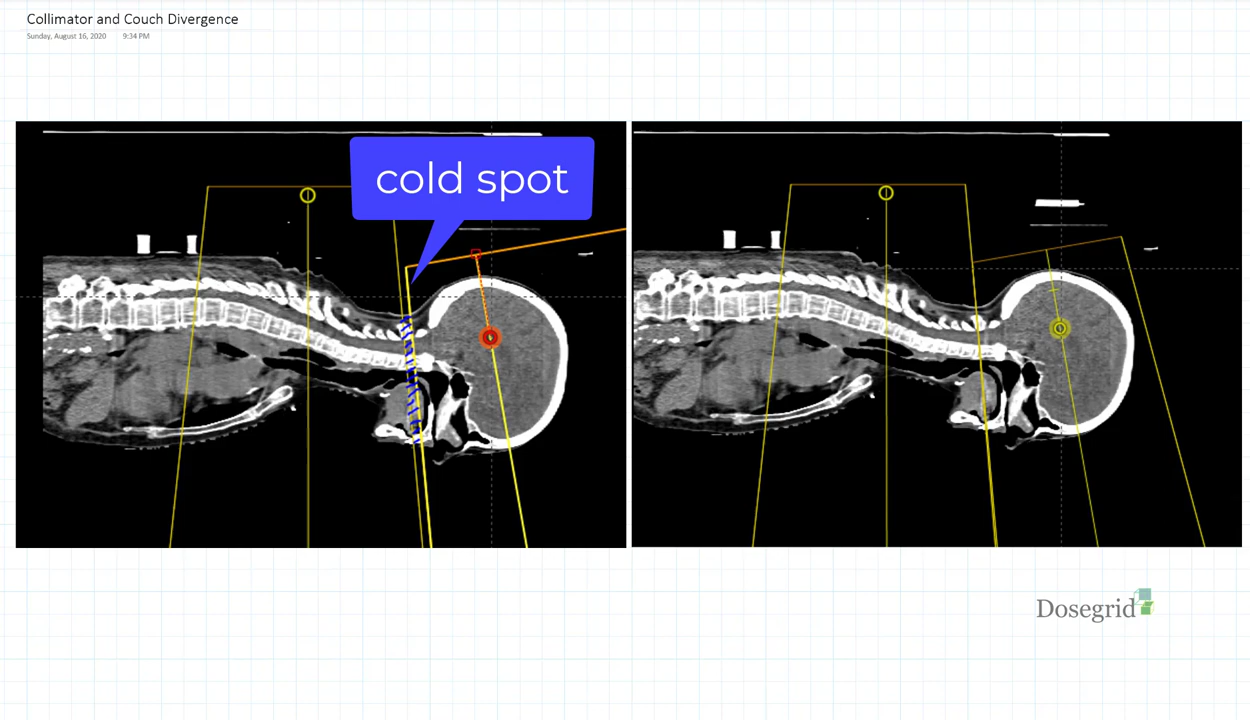 Collimator and Couch Divergence
Sunday, August 16, 2020 9:34 PM
cold spot
Dosegrid